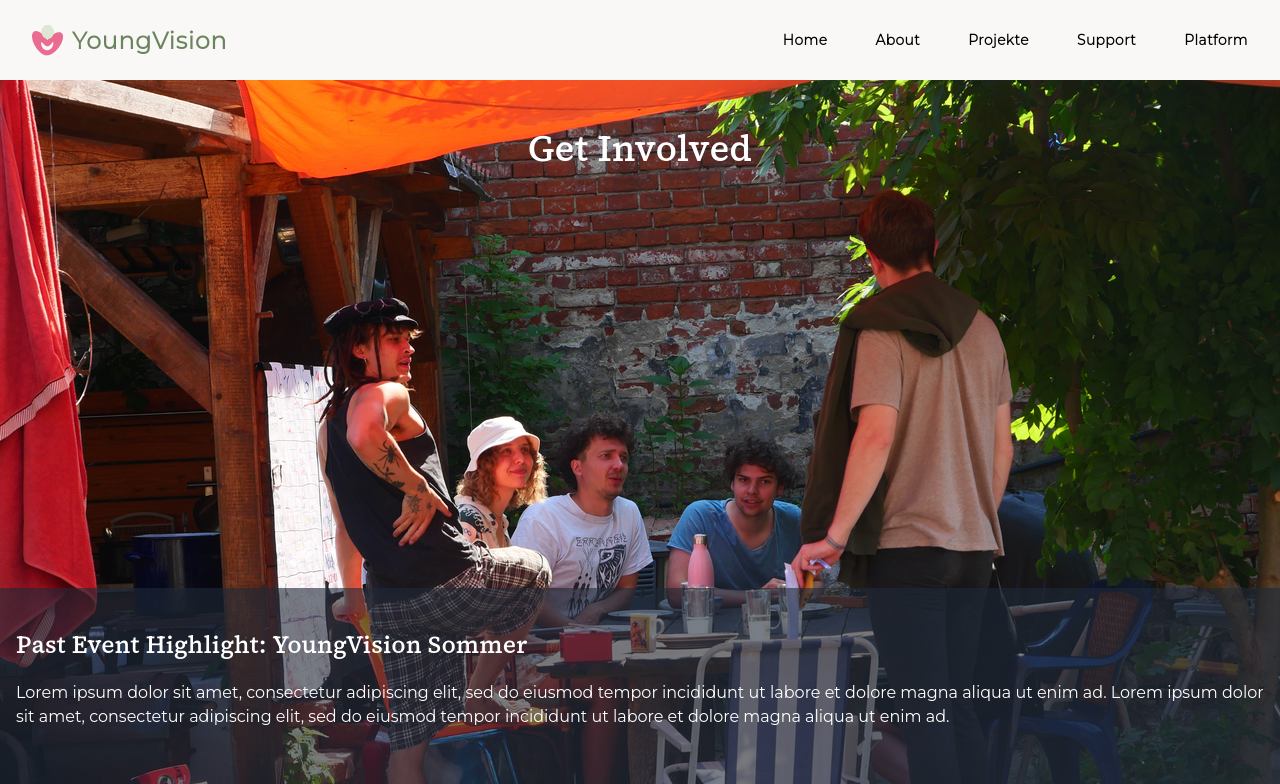 YoungVision
Home About Projekte Support Platform
Get Involved
Past Event Highlight: YoungVision Sommer
Lorem ipsum dolor sit amet, consectetur adipiscing elit, sed do eiusmod tempor incididunt ut labore et dolore magna aliqua ut enim ad. Lorem ipsum dolor
sit amet, consectetur adipiscing elit, sed do eiusmod tempor incididunt ut labore et dolore magna aliqua ut enim ad.